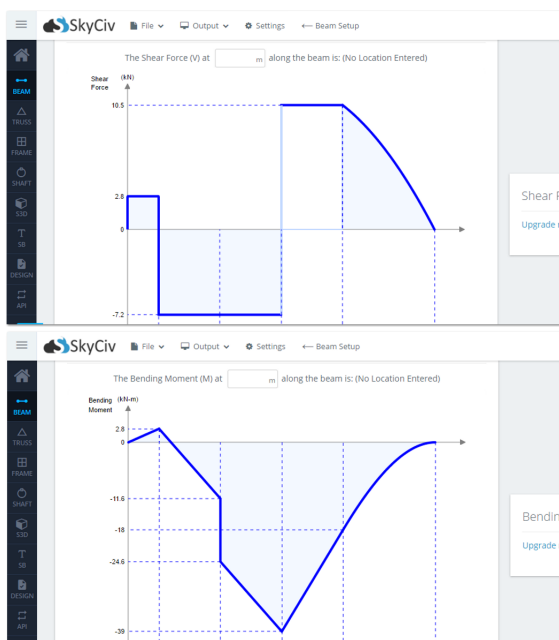 SkyCiv File Output Settings ← Beam Setup
The Shear Force (V) at m along the beam is: (No Location Entered)
Shear Force (kN)
10.5
2.8
0
-7.2
BEAM
TRUSS
FRAME
SHAFT
S3D
SB
DESIGN
API
Shear F
Upgrade
SkyCiv File Output Settings ← Beam Setup
The Bending Moment (M) at m along the beam is: (No Location Entered)
Bending Moment (kN-m)
2.8
0
-11.6
-18
-24.6
-39
BEAM
TRUSS
FRAME
SHAFT
S3D
SB
DESIGN
API
Bendin
Upgrade